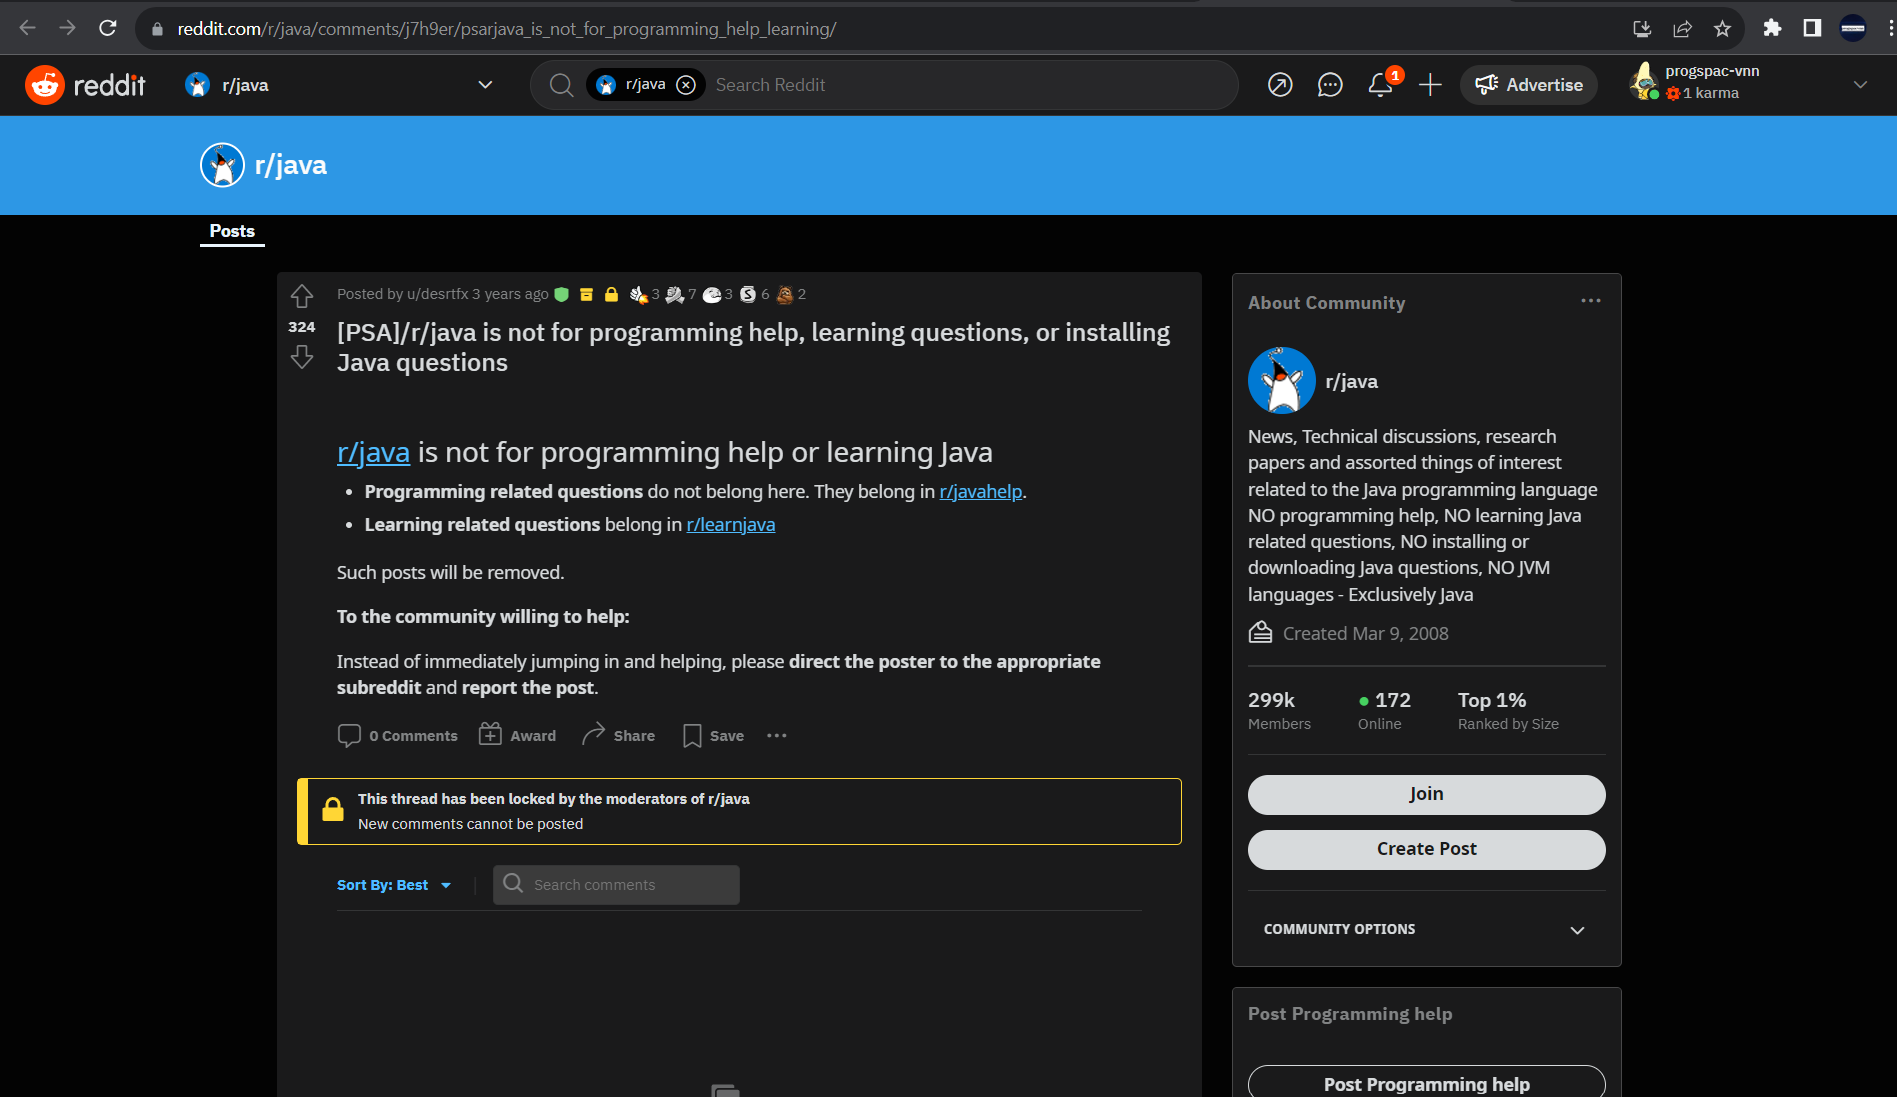 reddit.com/r/java/comments/j7h9er/psarjava_is_not_for_programming_help_learning/
reddit
r/java
r/java
Search Reddit
1
Advertise
progspac-vnn
1 karma
r/java
Posts
Posted by u/desrtfx 3 years ago 3 7 3 6 2
324
[PSA]/r/java is not for programming help, learning questions, or installing
Java questions
r/java is not for programming help or learning Java
• Programming related questions do not belong here. They belong in r/javahelp.
• Learning related questions belong in r/learnjava
Such posts will be removed.
To the community willing to help:
Instead of immediately jumping in and helping, please direct the poster to the appropriate
subreddit and report the post.
0 Comments
Award
Share
Save
This thread has been locked by the moderators of r/java
New comments cannot be posted
Sort By: Best
Search comments
About Community
r/java
News, Technical discussions, research
papers and assorted things of interest
related to the Java programming language
NO programming help, NO learning Java
related questions, NO installing or
downloading Java questions, NO JVM
languages - Exclusively Java
Created Mar 9, 2008
299k
Members
172
Online
Top 1%
Ranked by Size
Join
Create Post
COMMUNITY OPTIONS
Post Programming help
Post Programming help